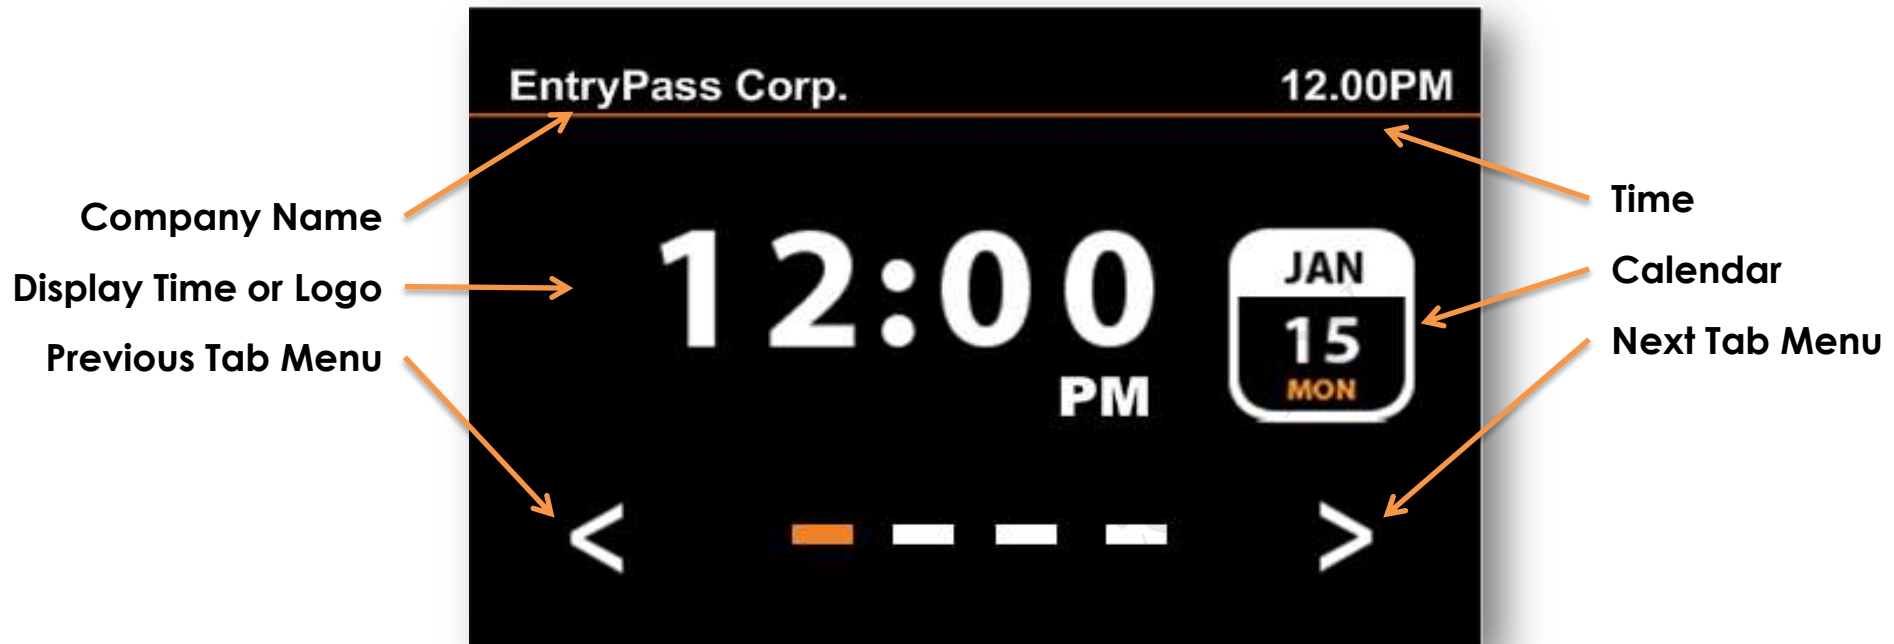 EntryPass Corp.
12.00PM
Company Name
Display Time or Logo
Previous Tab Menu
12:00
PM
JAN
15
MON
<
>
Time
Calendar
Next Tab Menu